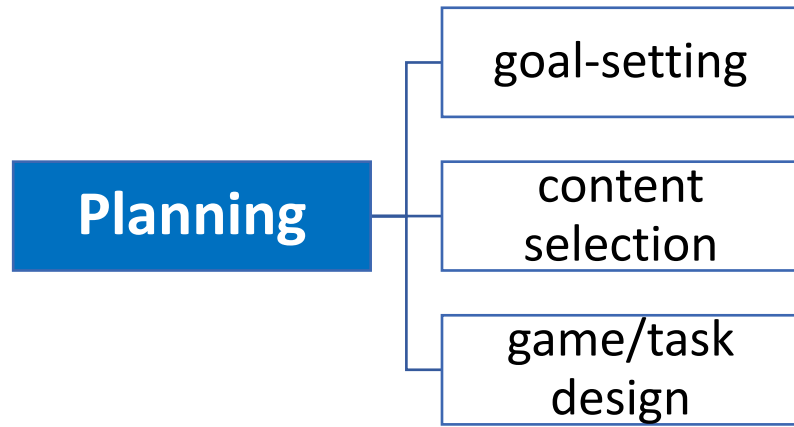 Planning
goal-setting
content
selection
game/task
design